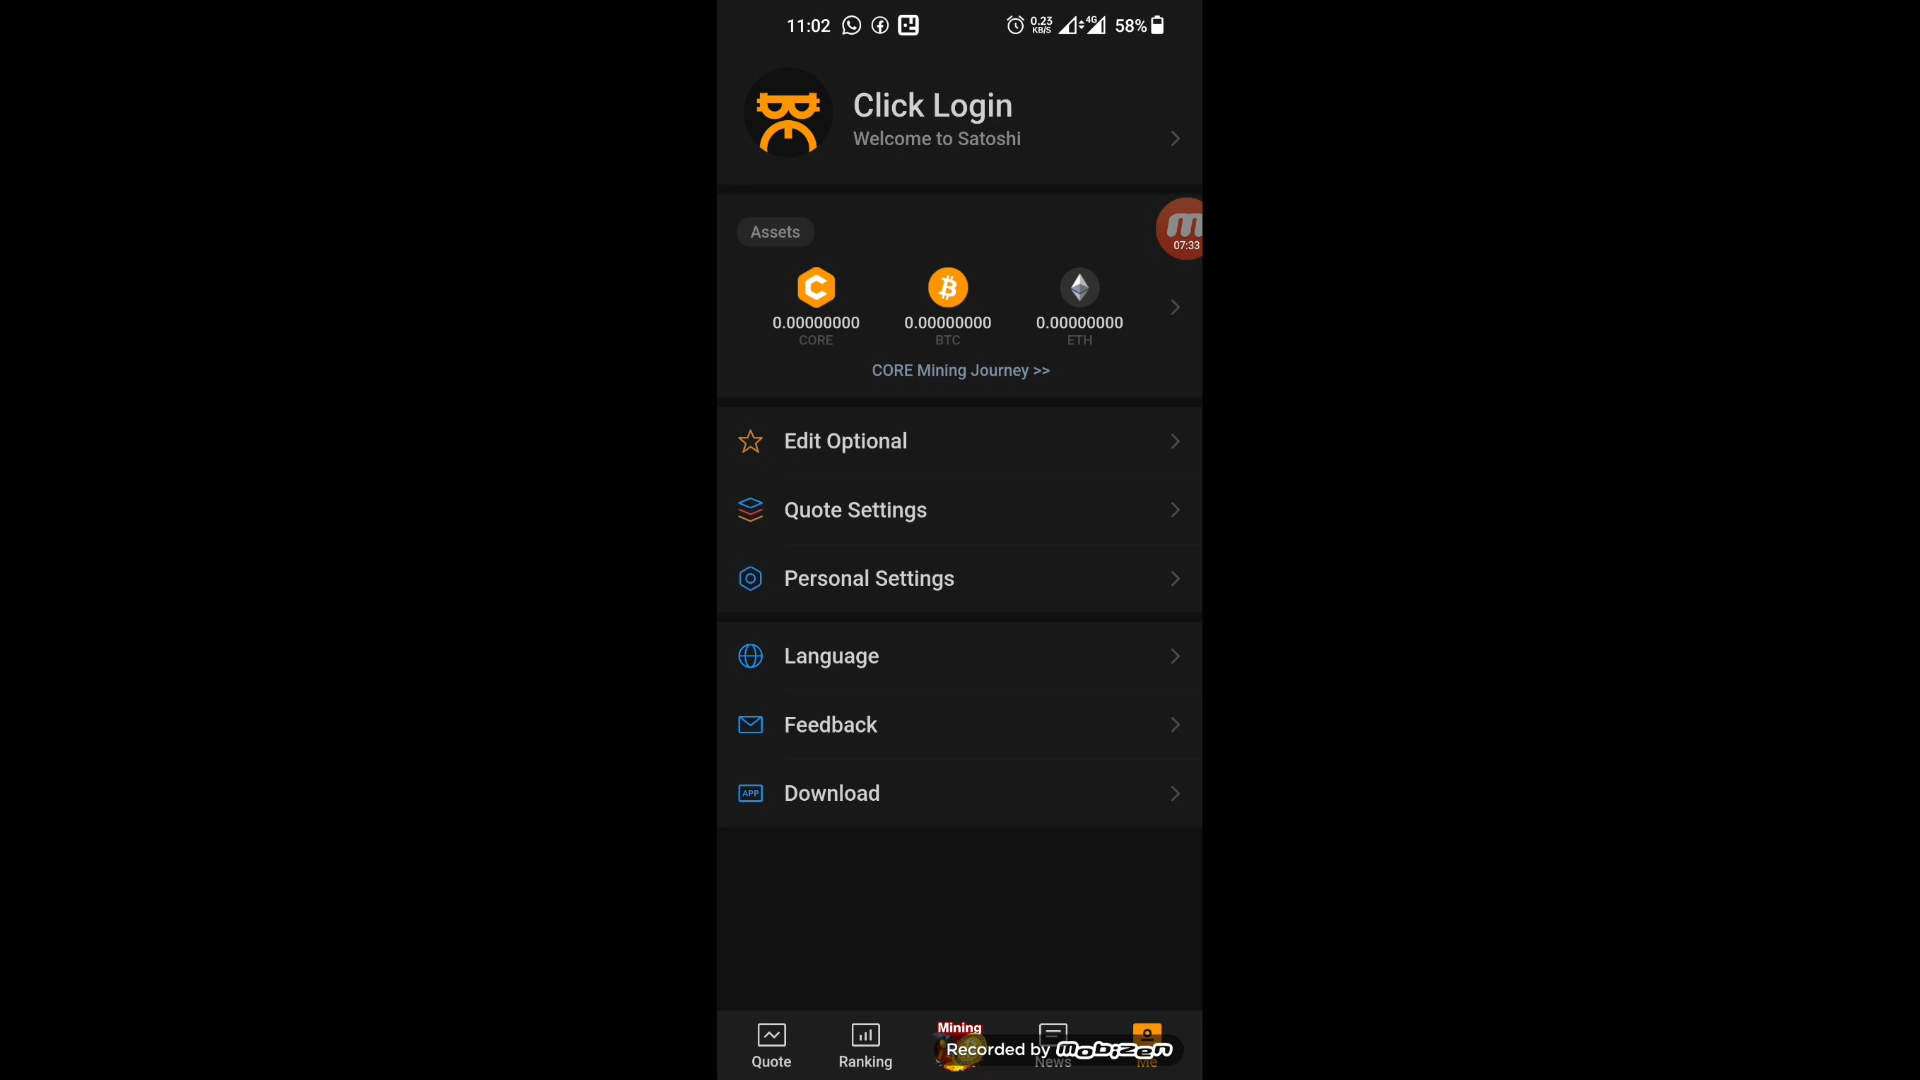 11:02
0.23
KB/S
4G
58%
Click Login
Welcome to Satoshi
07:33
Assets
0.00000000 0.00000000 0.00000000
CORE BTC ETH
CORE Mining Journey >>
Edit Optional
Quote Settings
Personal Settings
Language
Feedback
APP Download
Mining
Recorded by mobizen
Quote Ranking News Me